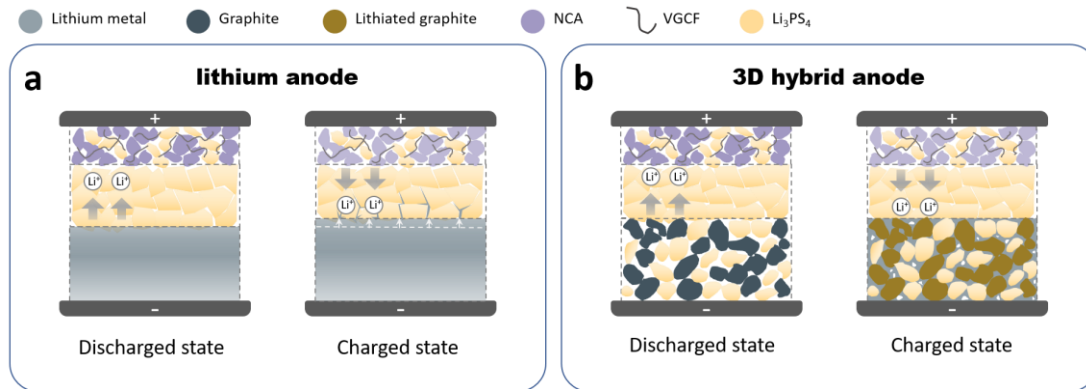 Lithium metal Graphite Lithiated graphite NCA VGCF Li₃PS₄
a lithium anode
+ +
Li⁺ Li⁺
Li⁺ Li⁺
− −
Discharged state Charged state
b 3D hybrid anode
+ +
Li⁺ Li⁺
Li⁺ Li⁺
− −
Discharged state Charged state